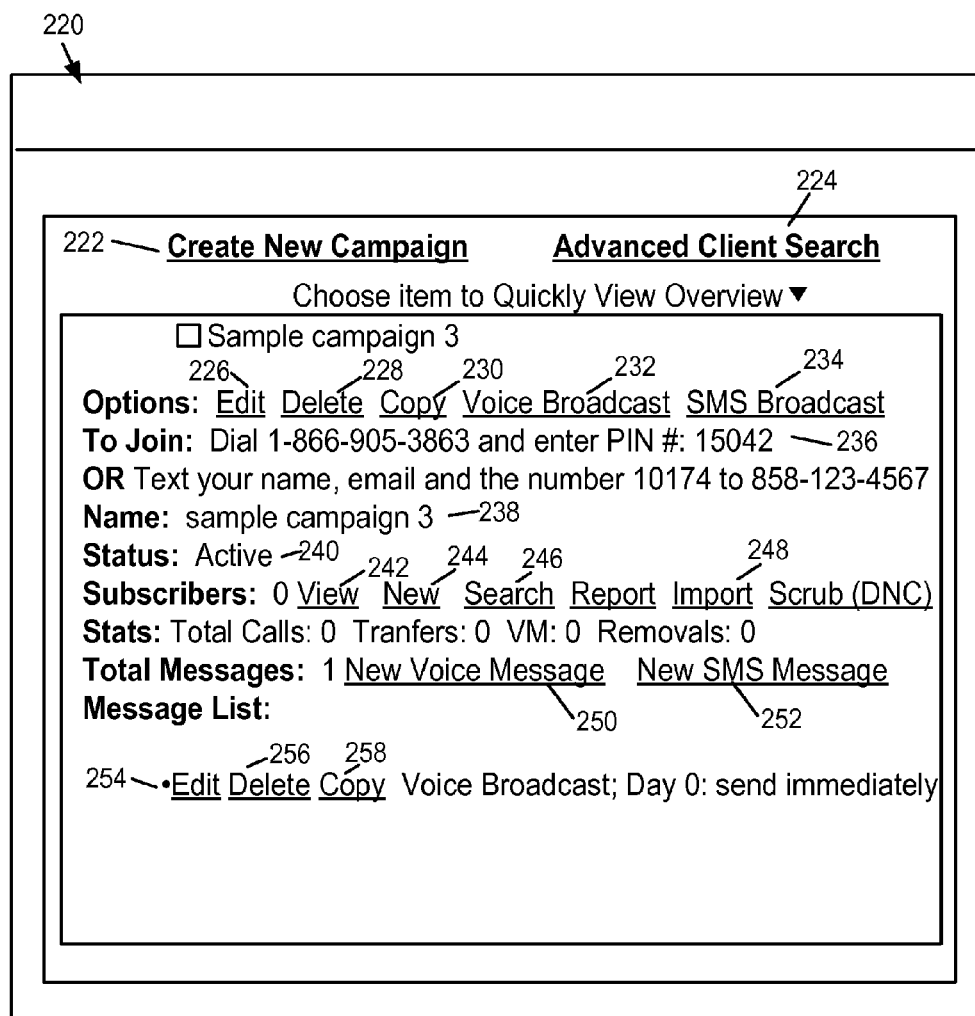 220
224
222 Create New Campaign Advanced Client Search
Choose item to Quickly View Overview ▼
☐ Sample campaign 3
226 228 230 232 234
Options: Edit Delete Copy Voice Broadcast SMS Broadcast
To Join: Dial 1-866-905-3863 and enter PIN #: 15042 236
OR Text your name, email and the number 10174 to 858-123-4567
Name: sample campaign 3 238
Status: Active 240
242 244 246 248
Subscribers: 0 View New Search Report Import Scrub (DNC)
Stats: Total Calls: 0 Tranfers: 0 VM: 0 Removals: 0
Total Messages: 1 New Voice Message New SMS Message
Message List:
250 252
256 258
254 •Edit Delete Copy Voice Broadcast; Day 0: send immediately